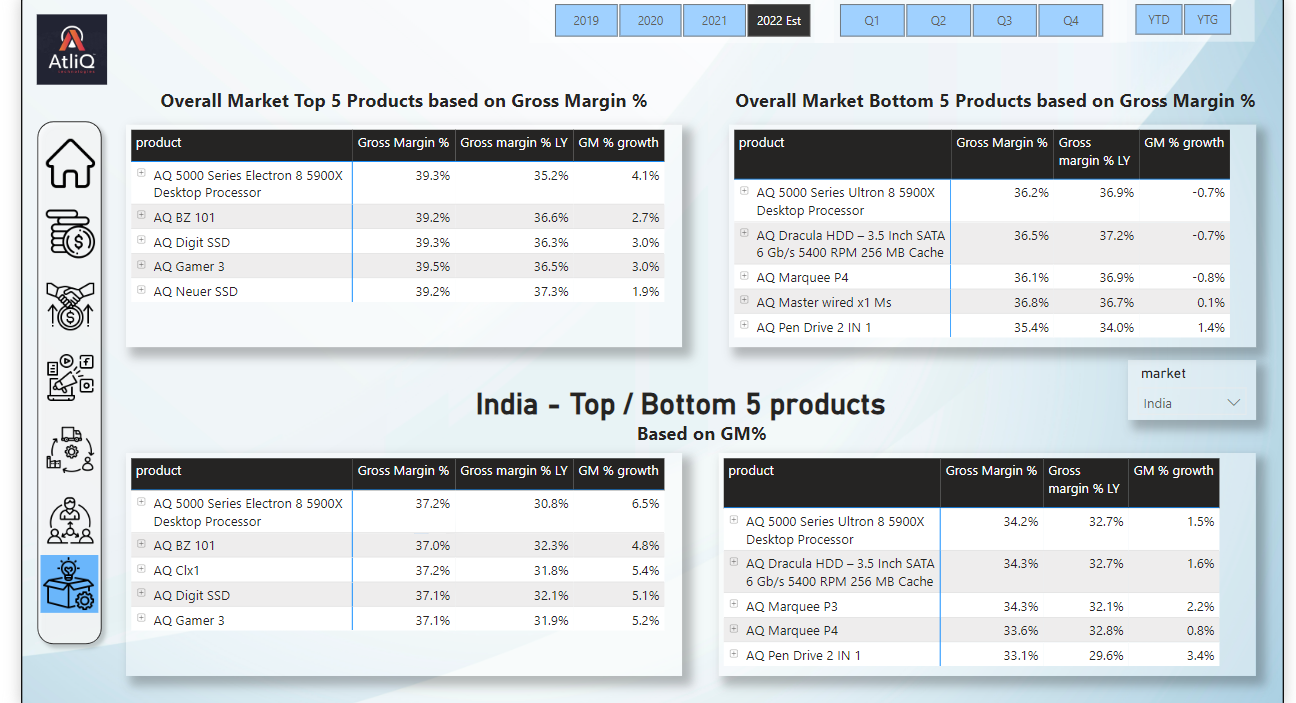 2019 2020 2021 2022 Est Q1 Q2 Q3 Q4 YTD YTG
AtliQ
technologies
Overall Market Top 5 Products based on Gross Margin %
product Gross Margin % Gross margin % LY GM % growth
AQ 5000 Series Electron 8 5900X 39.3% 35.2% 4.1%
Desktop Processor
AQ BZ 101 39.2% 36.6% 2.7%
AQ Digit SSD 39.3% 36.3% 3.0%
AQ Gamer 3 39.5% 36.5% 3.0%
AQ Neuer SSD 39.2% 37.3% 1.9%
Overall Market Bottom 5 Products based on Gross Margin %
product Gross Margin % Gross GM % growth
margin % LY
AQ 5000 Series Ultron 8 5900X 36.2% 36.9% -0.7%
Desktop Processor
AQ Dracula HDD – 3.5 Inch SATA 36.5% 37.2% -0.7%
6 Gb/s 5400 RPM 256 MB Cache
AQ Marquee P4 36.1% 36.9% -0.8%
AQ Master wired x1 Ms 36.8% 36.7% 0.1%
AQ Pen Drive 2 IN 1 35.4% 34.0% 1.4%
market
India
India - Top / Bottom 5 products
Based on GM%
product Gross Margin % Gross margin % LY GM % growth
AQ 5000 Series Electron 8 5900X 37.2% 30.8% 6.5%
Desktop Processor
AQ BZ 101 37.0% 32.3% 4.8%
AQ Clx1 37.2% 31.8% 5.4%
AQ Digit SSD 37.1% 32.1% 5.1%
AQ Gamer 3 37.1% 31.9% 5.2%
product Gross Margin % Gross GM % growth
margin % LY
AQ 5000 Series Ultron 8 5900X 34.2% 32.7% 1.5%
Desktop Processor
AQ Dracula HDD – 3.5 Inch SATA 34.3% 32.7% 1.6%
6 Gb/s 5400 RPM 256 MB Cache
AQ Marquee P3 34.3% 32.1% 2.2%
AQ Marquee P4 33.6% 32.8% 0.8%
AQ Pen Drive 2 IN 1 33.1% 29.6% 3.4%